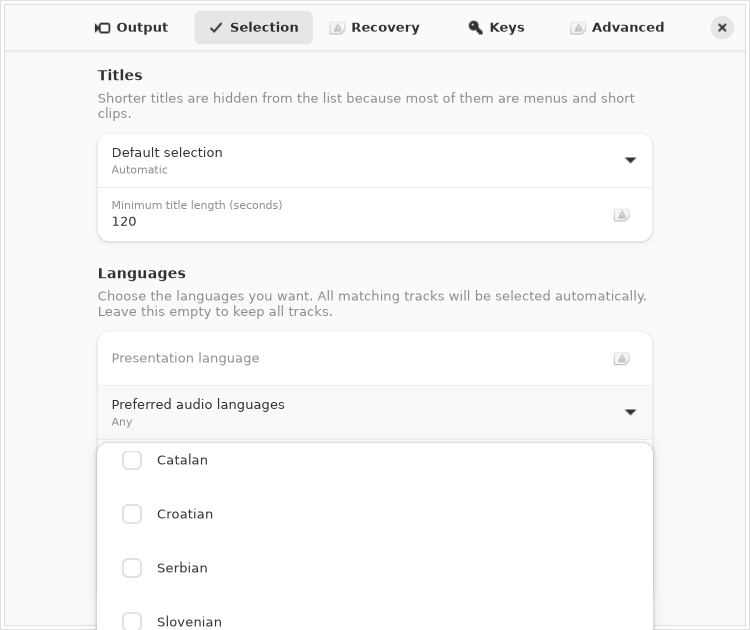 Output
Selection
Recovery
Keys
Advanced
Titles
Shorter titles are hidden from the list because most of them are menus and short
clips.
Default selection
Automatic
Minimum title length (seconds)
120
Languages
Choose the languages you want. All matching tracks will be selected automatically.
Leave this empty to keep all tracks.
Presentation language
Preferred audio languages
Any
Catalan
Croatian
Serbian
Slovenian